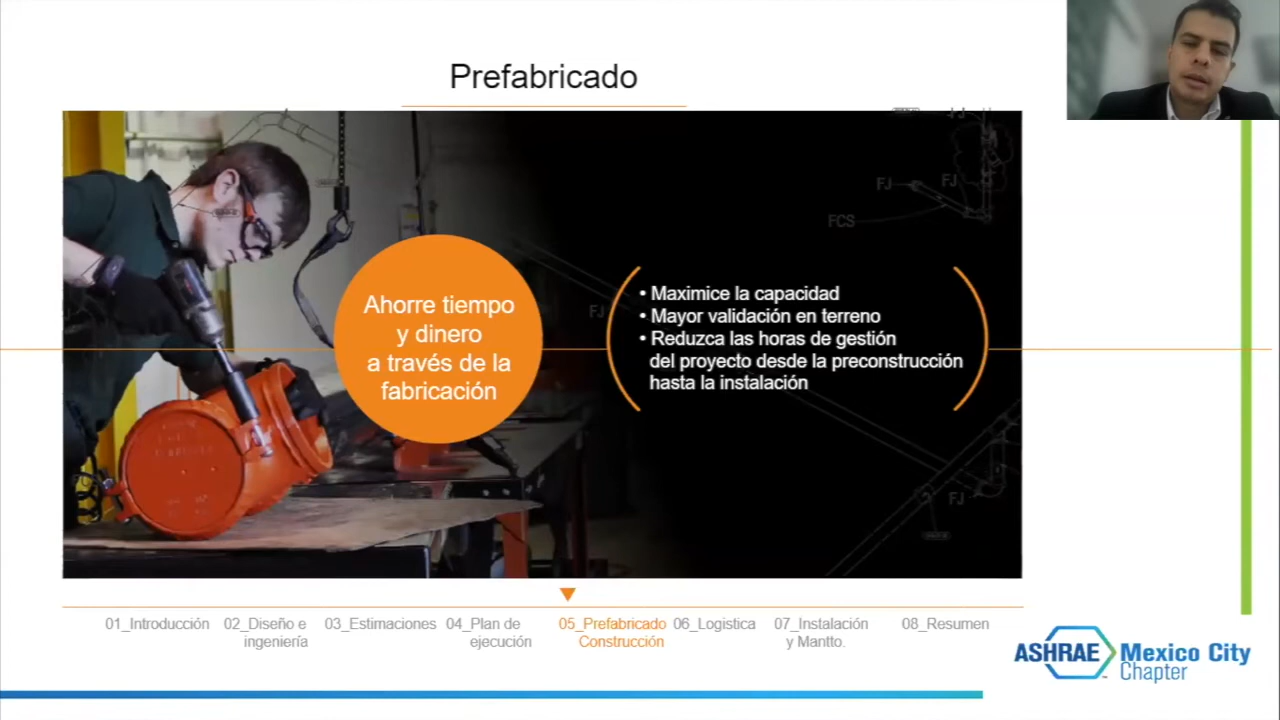 Prefabricado
FJ
FJ
FCS
Ahorre tiempo
y dinero
a través de la
fabricación
FJ
• Maximice la capacidad
• Mayor validación en terreno
• Reduzca las horas de gestión
del proyecto desde la preconstrucción
hasta la instalación
FJ
01_Introducción
02_Diseño e
ingeniería
03_Estimaciones
04_Plan de
ejecución
05_Prefabricado
Construcción
06_Logistica
07_Instalación
y Mantto.
08_Resumen
ASHRAE Mexico City
Chapter